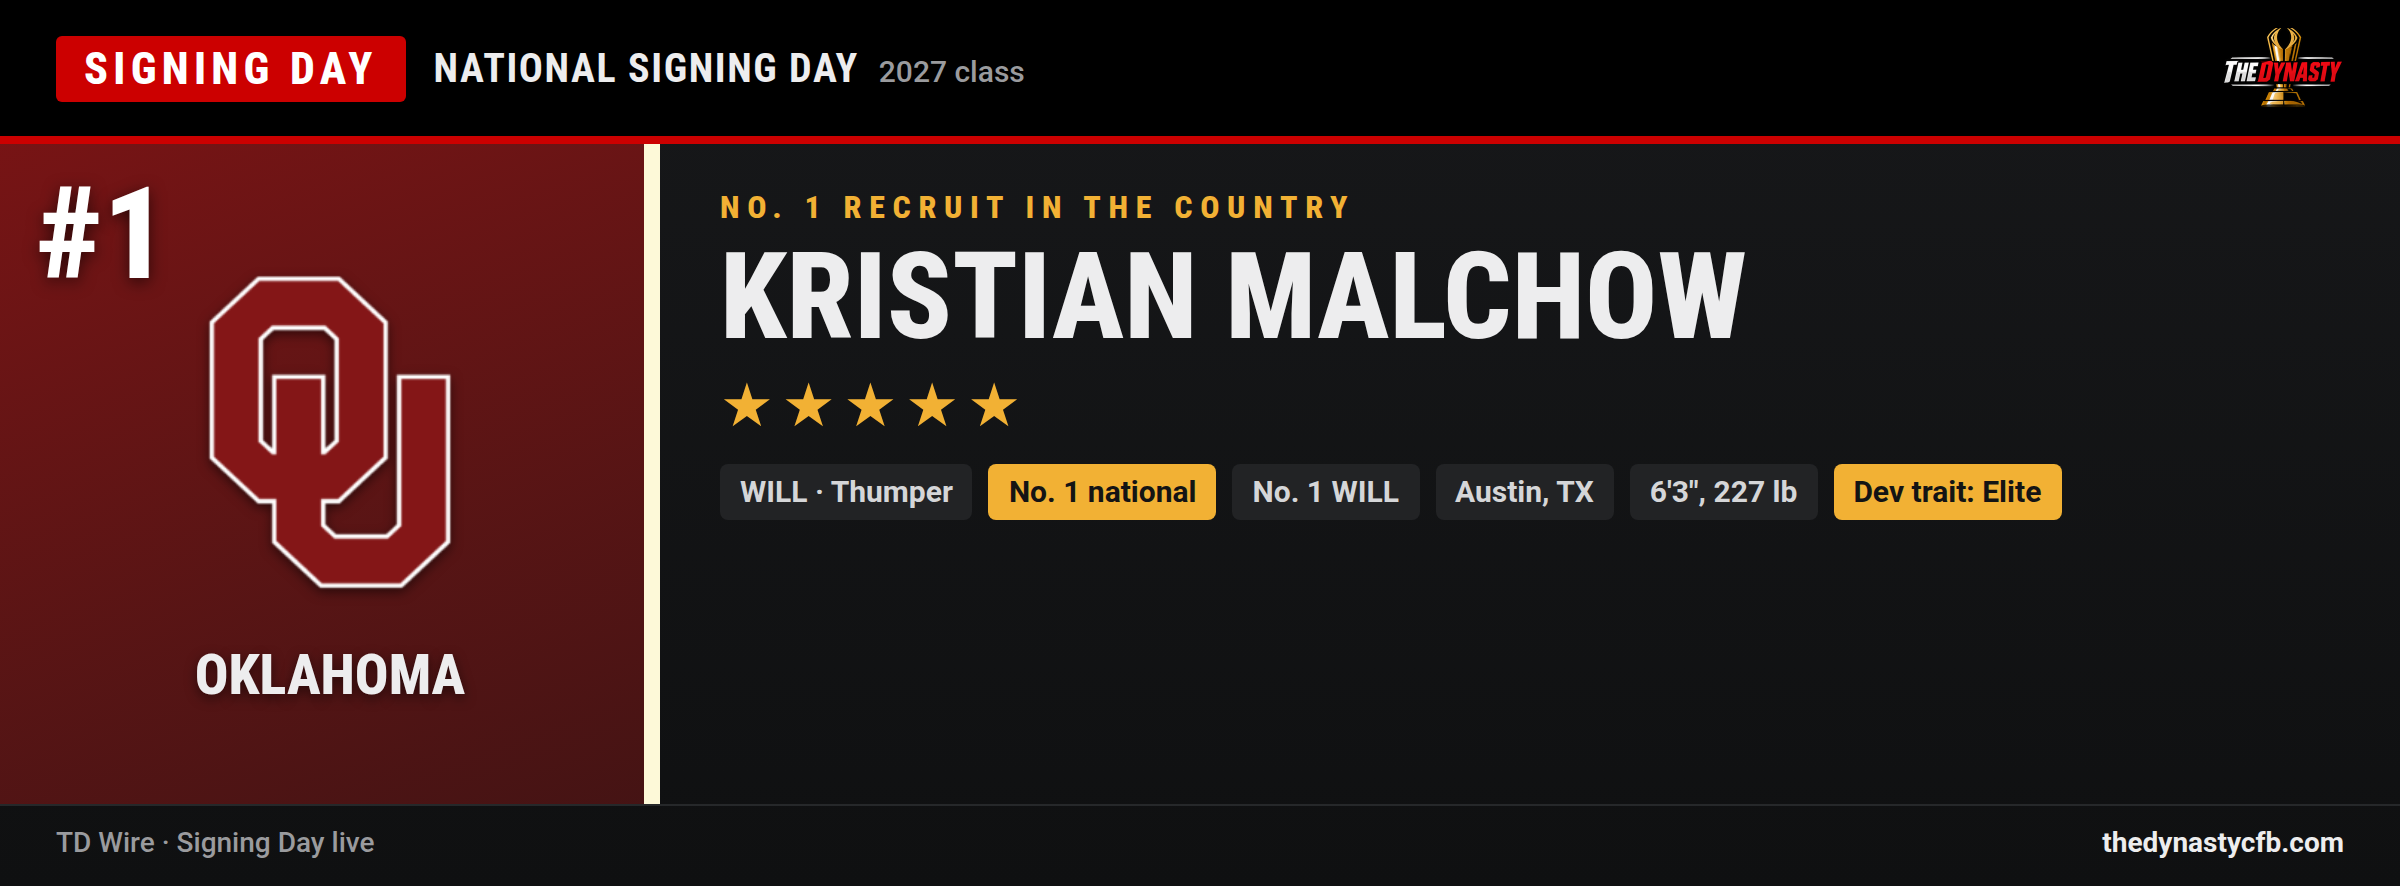 SIGNING DAY NATIONAL SIGNING DAY 2027 class
THE DYNASTY
#1
OU
OKLAHOMA
NO. 1 RECRUIT IN THE COUNTRY
KRISTIAN MALCHOW
★★★★★
WILL · Thumper No. 1 national No. 1 WILL Austin, TX 6'3", 227 lb Dev trait: Elite
TD Wire · Signing Day live
thedynastycfb.com